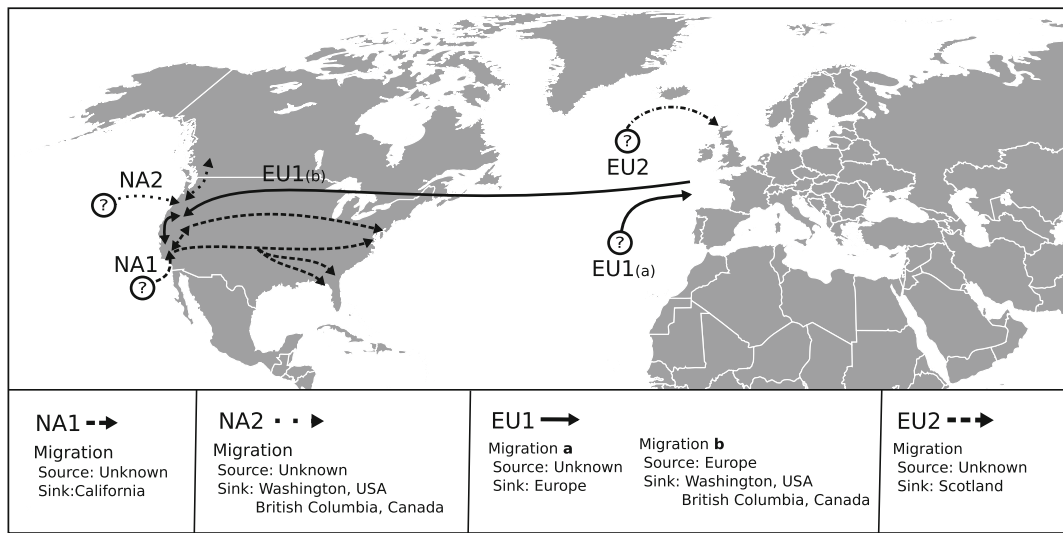 NA2
?
EU1(b)
?
EU2
NA1
?
?
EU1(a)
NA1
Migration
Source: Unknown
Sink:California
NA2
Migration
Source: Unknown
Sink: Washington, USA
British Columbia, Canada
EU1
Migration a
Source: Unknown
Sink: Europe
Migration b
Source: Europe
Sink: Washington, USA
British Columbia, Canada
EU2
Migration
Source: Unknown
Sink: Scotland